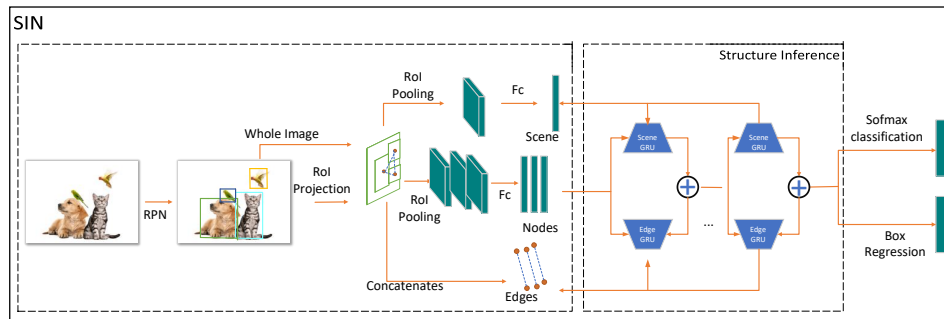 SIN
Structure Inference
RoI
Pooling
Fc
Scene
Whole Image
RoI
Projection
RPN
RoI
Pooling
Fc
Nodes
Concatenates
Edges
Scene
GRU
Edge
GRU
...
Scene
GRU
Edge
GRU
Sofmax
classification
Box
Regression